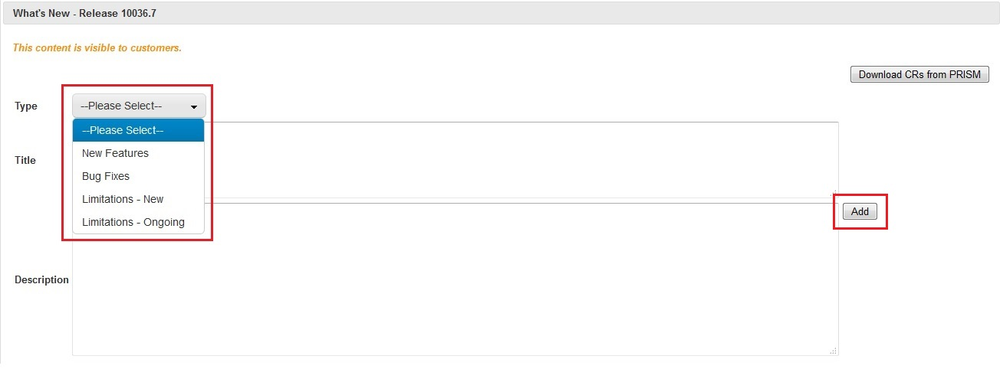 What's New - Release 10036.7
This content is visible to customers.
Download CRs from PRISM
Type
--Please Select--
--Please Select--
New Features
Title
Bug Fixes
Limitations - New
Add
Limitations - Ongoing
Description